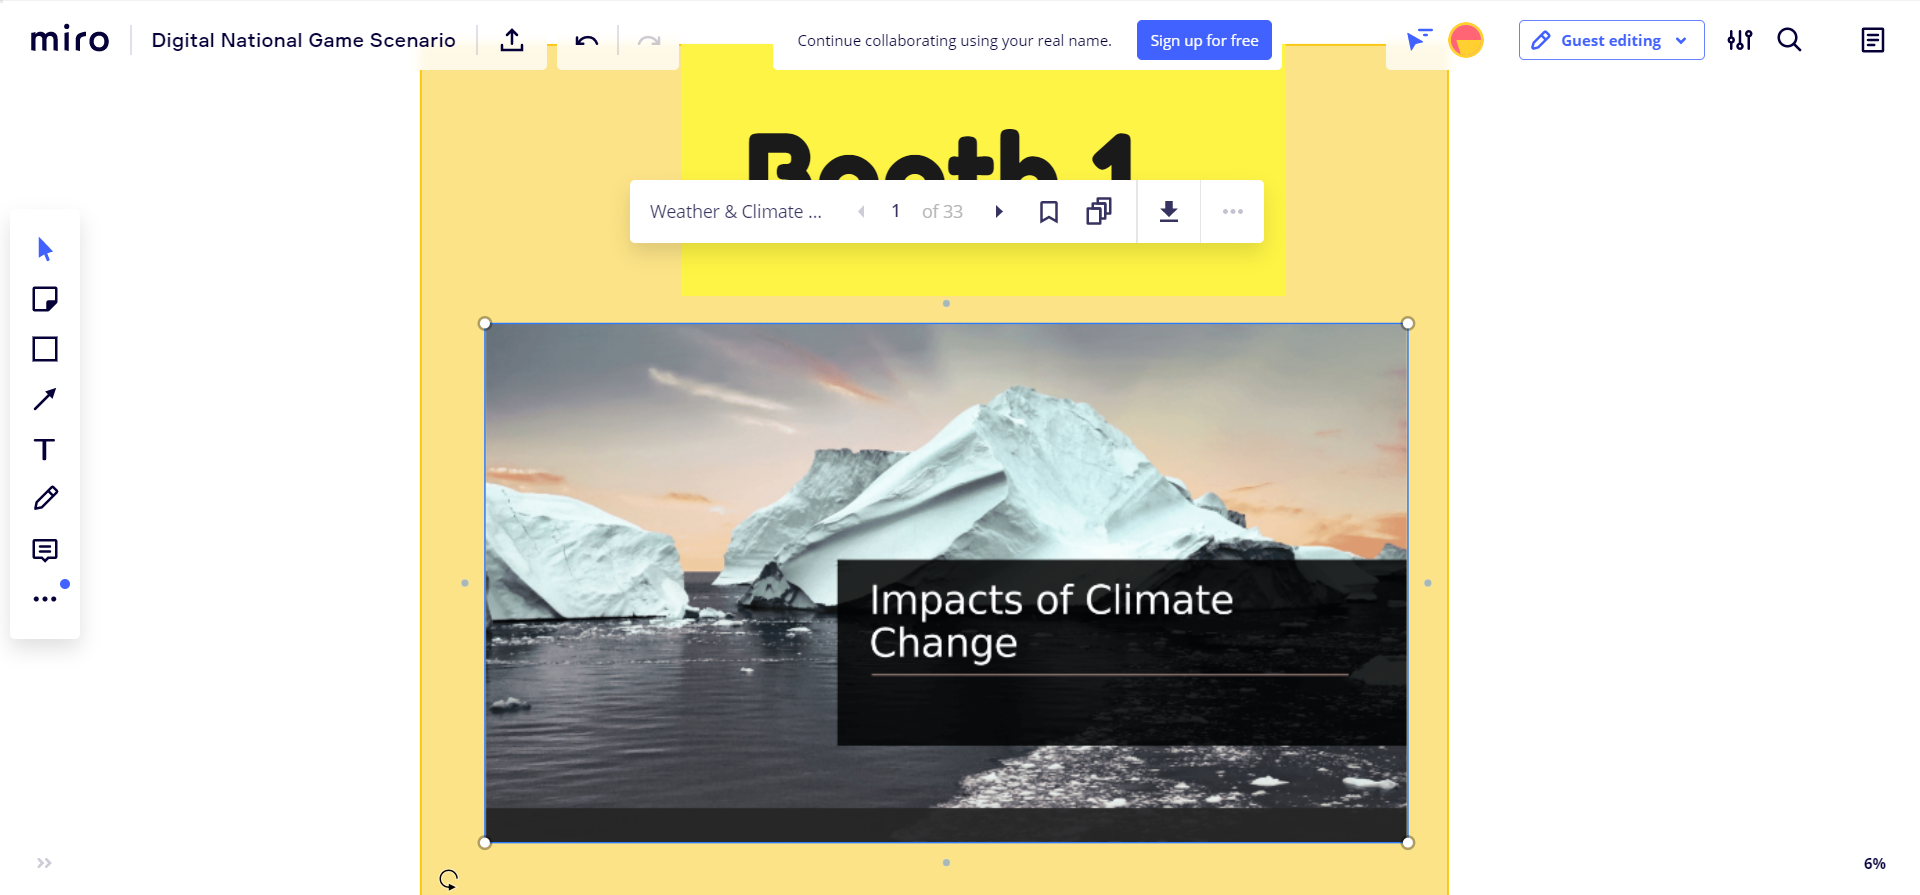 miro
Digital National Game Scenario
Continue collaborating using your real name.
Sign up for free
Guest editing
Booth 1
Weather & Climate ...
1 of 33
T
Impacts of Climate
Change
6%